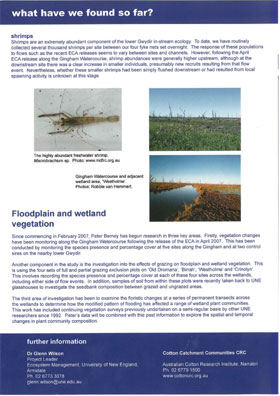 what have we found so far?
shrimps
Shrimps are an extremely abundant component of the lower Gwydir in-stream ecology. To date, we have routinely
collected several thousand shrimps per site between our four fyke nets set overnight. The response of these populations
to flows such as the recent ECA releases seems to vary between sites and channels. However, following the April
ECA release along the Gingham Watercourse, shrimp abundances were generally higher upstream, although at the
downstream site there was a clear increase in smaller individuals, presumably new recruits resulting from that flow
event. Nevertheless, whether these smaller shrimps had been simply flushed downstream or had resulted from local
spawning activity is unknown at this stage.
The highly abundant freshwater shrimp,
Macrobrachium sp. Photo: www.mdfrc.org.au
Gingham Watercourse and adjacent
wetland area, "Westholme".
Photos: Robbie van Hemmert.
Floodplain and wetland
vegetation
Since commencing in February 2007, Peter Berney has begun research in three key areas. Firstly, vegetation changes
have been monitoring along the Gingham Watercourse following the release of the ECA in April 2007. This has been
conducted by monitoring the species presence and percentage cover at five sites along the Gingham and at two control
sites on the nearby lower Gwydir.
Another component in the study is the investigation into the effects of grazing on floodplain and wetland vegetation. This
is using the four sets of full and partial grazing exclusion plots on 'Old Dromana', 'Birrah', 'Westholme' and 'Crinolyn'.
This involves recording the species presence and percentage cover at each of these four sites across the wetlands,
including either side of flow events. In addition, samples of soil from within these plots were recently taken back to UNE
glasshouses to investigate the seedbank composition between grazed and ungrazed areas.
The third area of investigation has been to examine the floristic changes at a series of permanent transects across
the wetlands to determine how the modified pattern of flooding has effected a range of wetland plant communities.
This work has included continuing vegetation surveys previously undertaken on a semi-regular basis by other UNE
researchers since 1992. Peter's data will be combined with this past information to explore the spatial and temporal
changes in plant community composition.
further information
Dr Glenn Wilson
Project Leader
Ecosystem Management, University of New England,
Armidale
Ph: 02 6773
glenn.wilson@une.edu.au
Cotton Catchment Communities CRC
Australian Cotton Research Institute, Narrabri
Ph: 02 6779 1500
www.cottoncrc.org.au